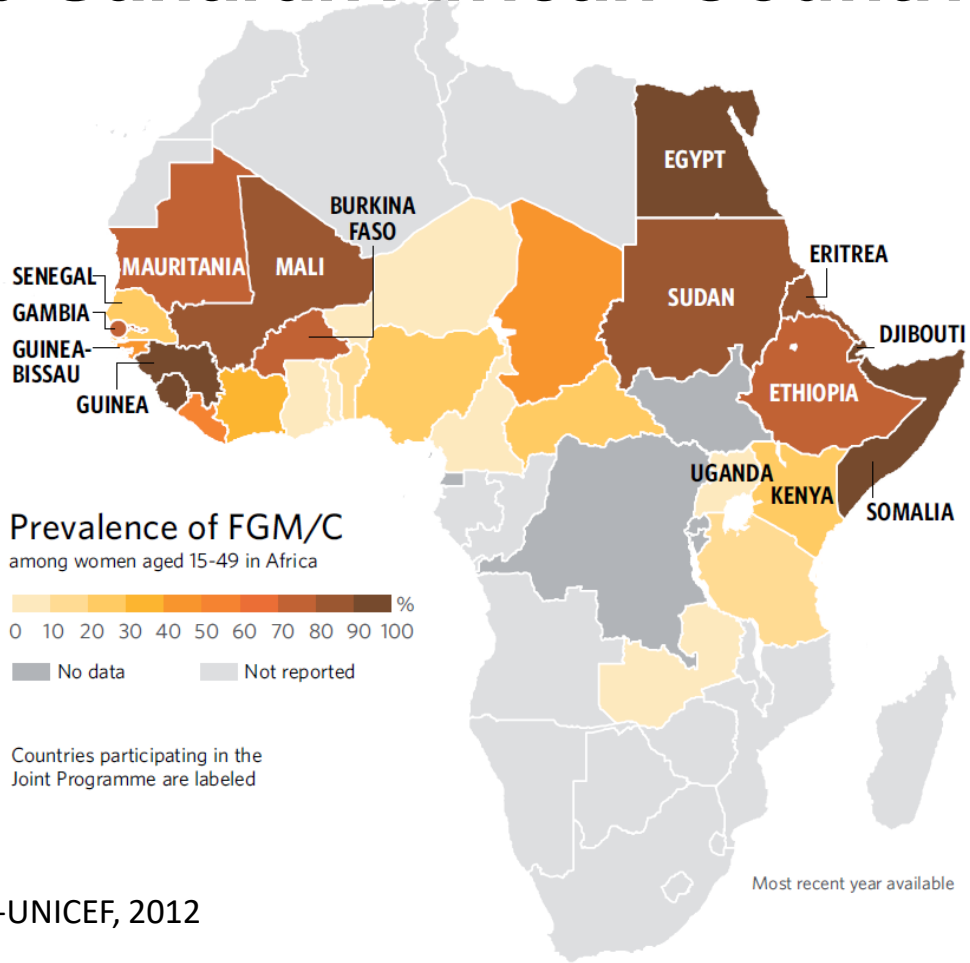 EGYPT
BURKINA
FASO
ERITREA
SENEGAL
MAURITANIA
MALI
SUDAN
GAMBIA
DJIBOUTI
GUINEA-
BISSAU
ETHIOPIA
GUINEA
UGANDA
KENYA
SOMALIA
Prevalence of FGM/C
among women aged 15-49 in Africa
%
0 10 20 30 40 50 60 70 80 90 100
No data
Not reported
Countries participating in the
Joint Programme are labeled
Most recent year available
-UNICEF, 2012